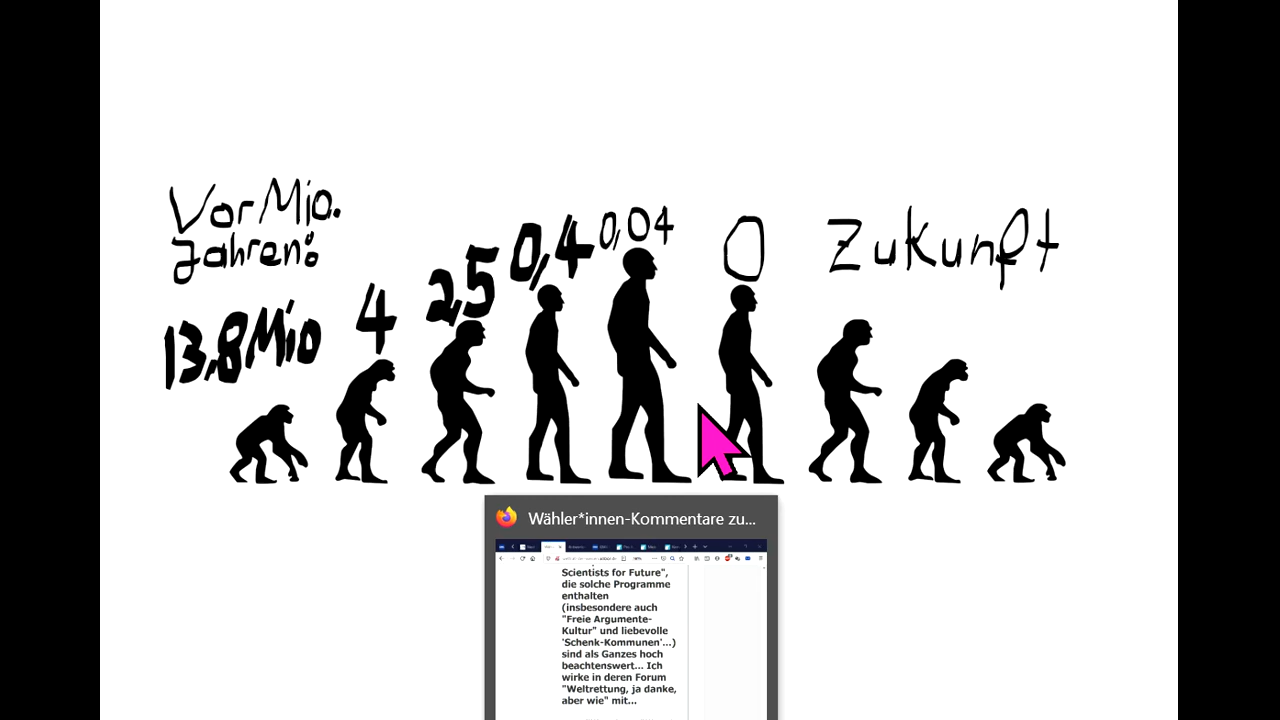 Vor Mio.
Jahren:
13,8 Mio
4
2,5
0,4
0,04
0
Zukunft
Wähler*innen-Kommentare zu...
Scientists for Future",
die solche Programme
enthalten
(insbesondere auch
"Freie Argumente-
Kultur" und liebevolle
'Schenk-Kommunen'...)
sind als Ganzes hoch
beachtenswert... Ich
wirke in deren Forum
"Weltrettung, ja danke,
aber wie" mit...